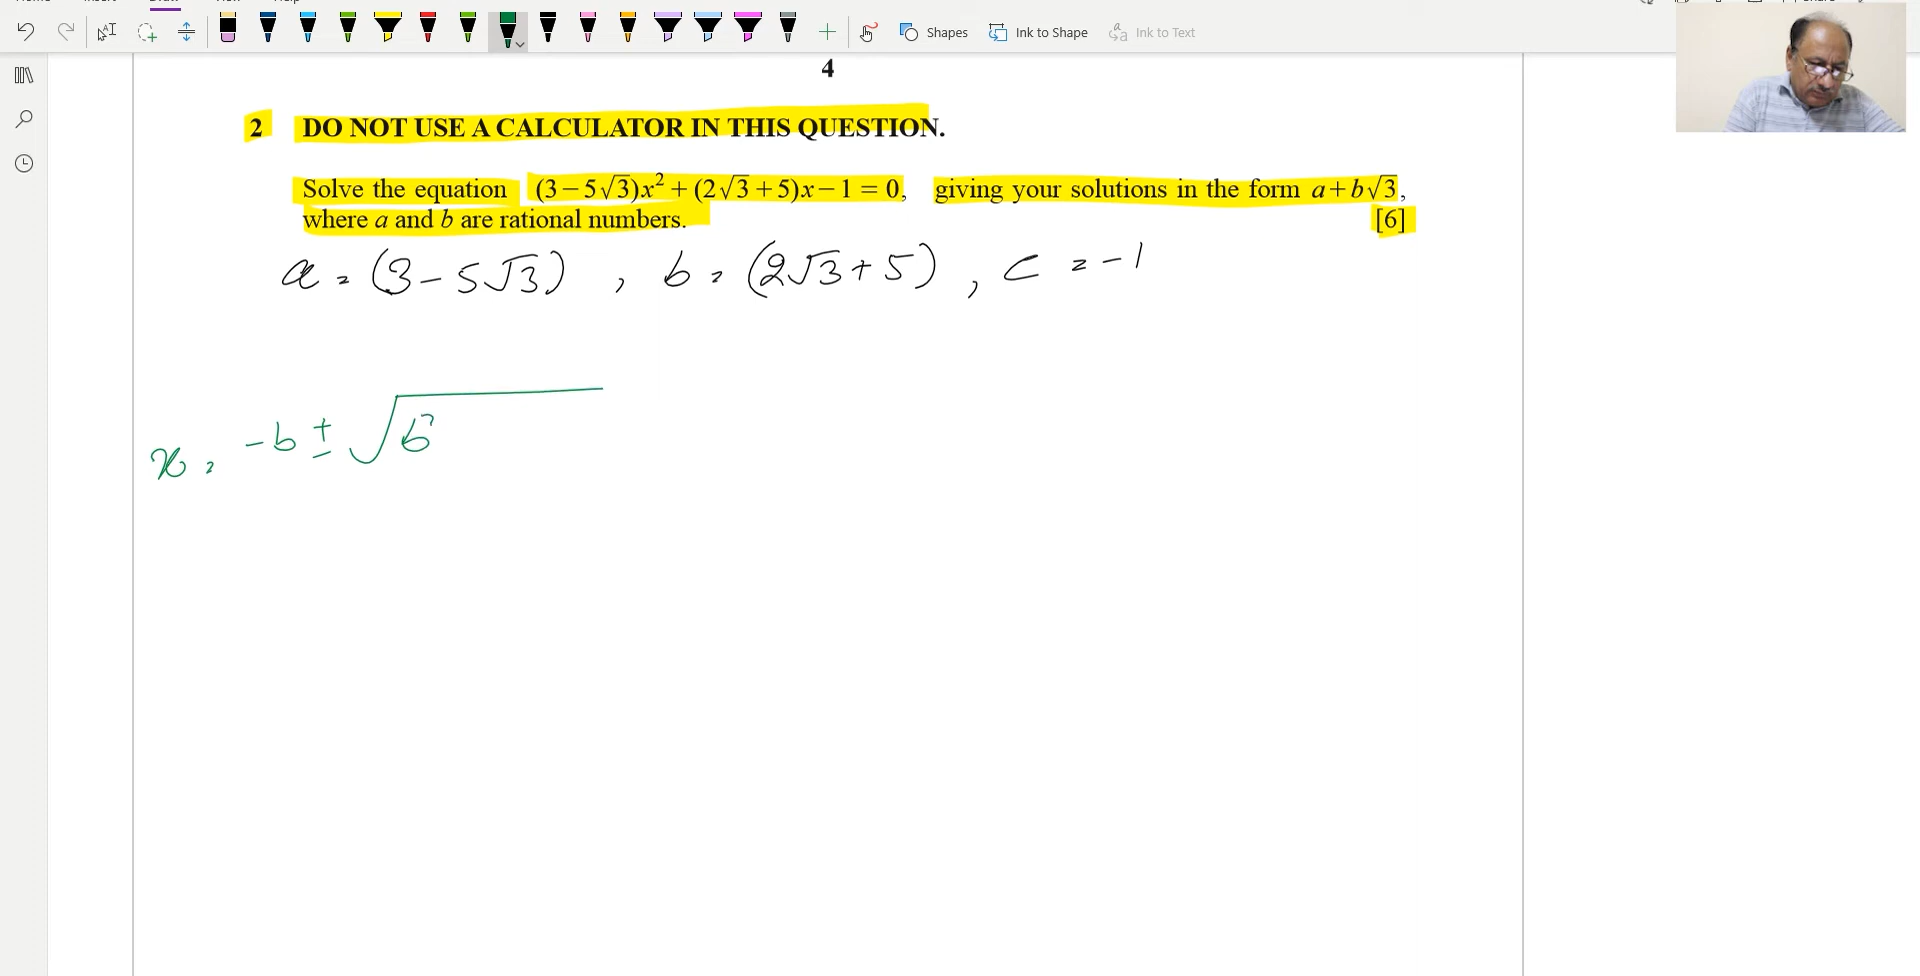 Shapes Ink to Shape Ink to Text
4
2 DO NOT USE A CALCULATOR IN THIS QUESTION.
Solve the equation (3−5√3)x²+(2√3+5)x−1=0, giving your solutions in the form a+b√3,
where a and b are rational numbers. [6]
a = (3−5√3) , b = (2√3+5) , c = −1
x = −b ± √b²